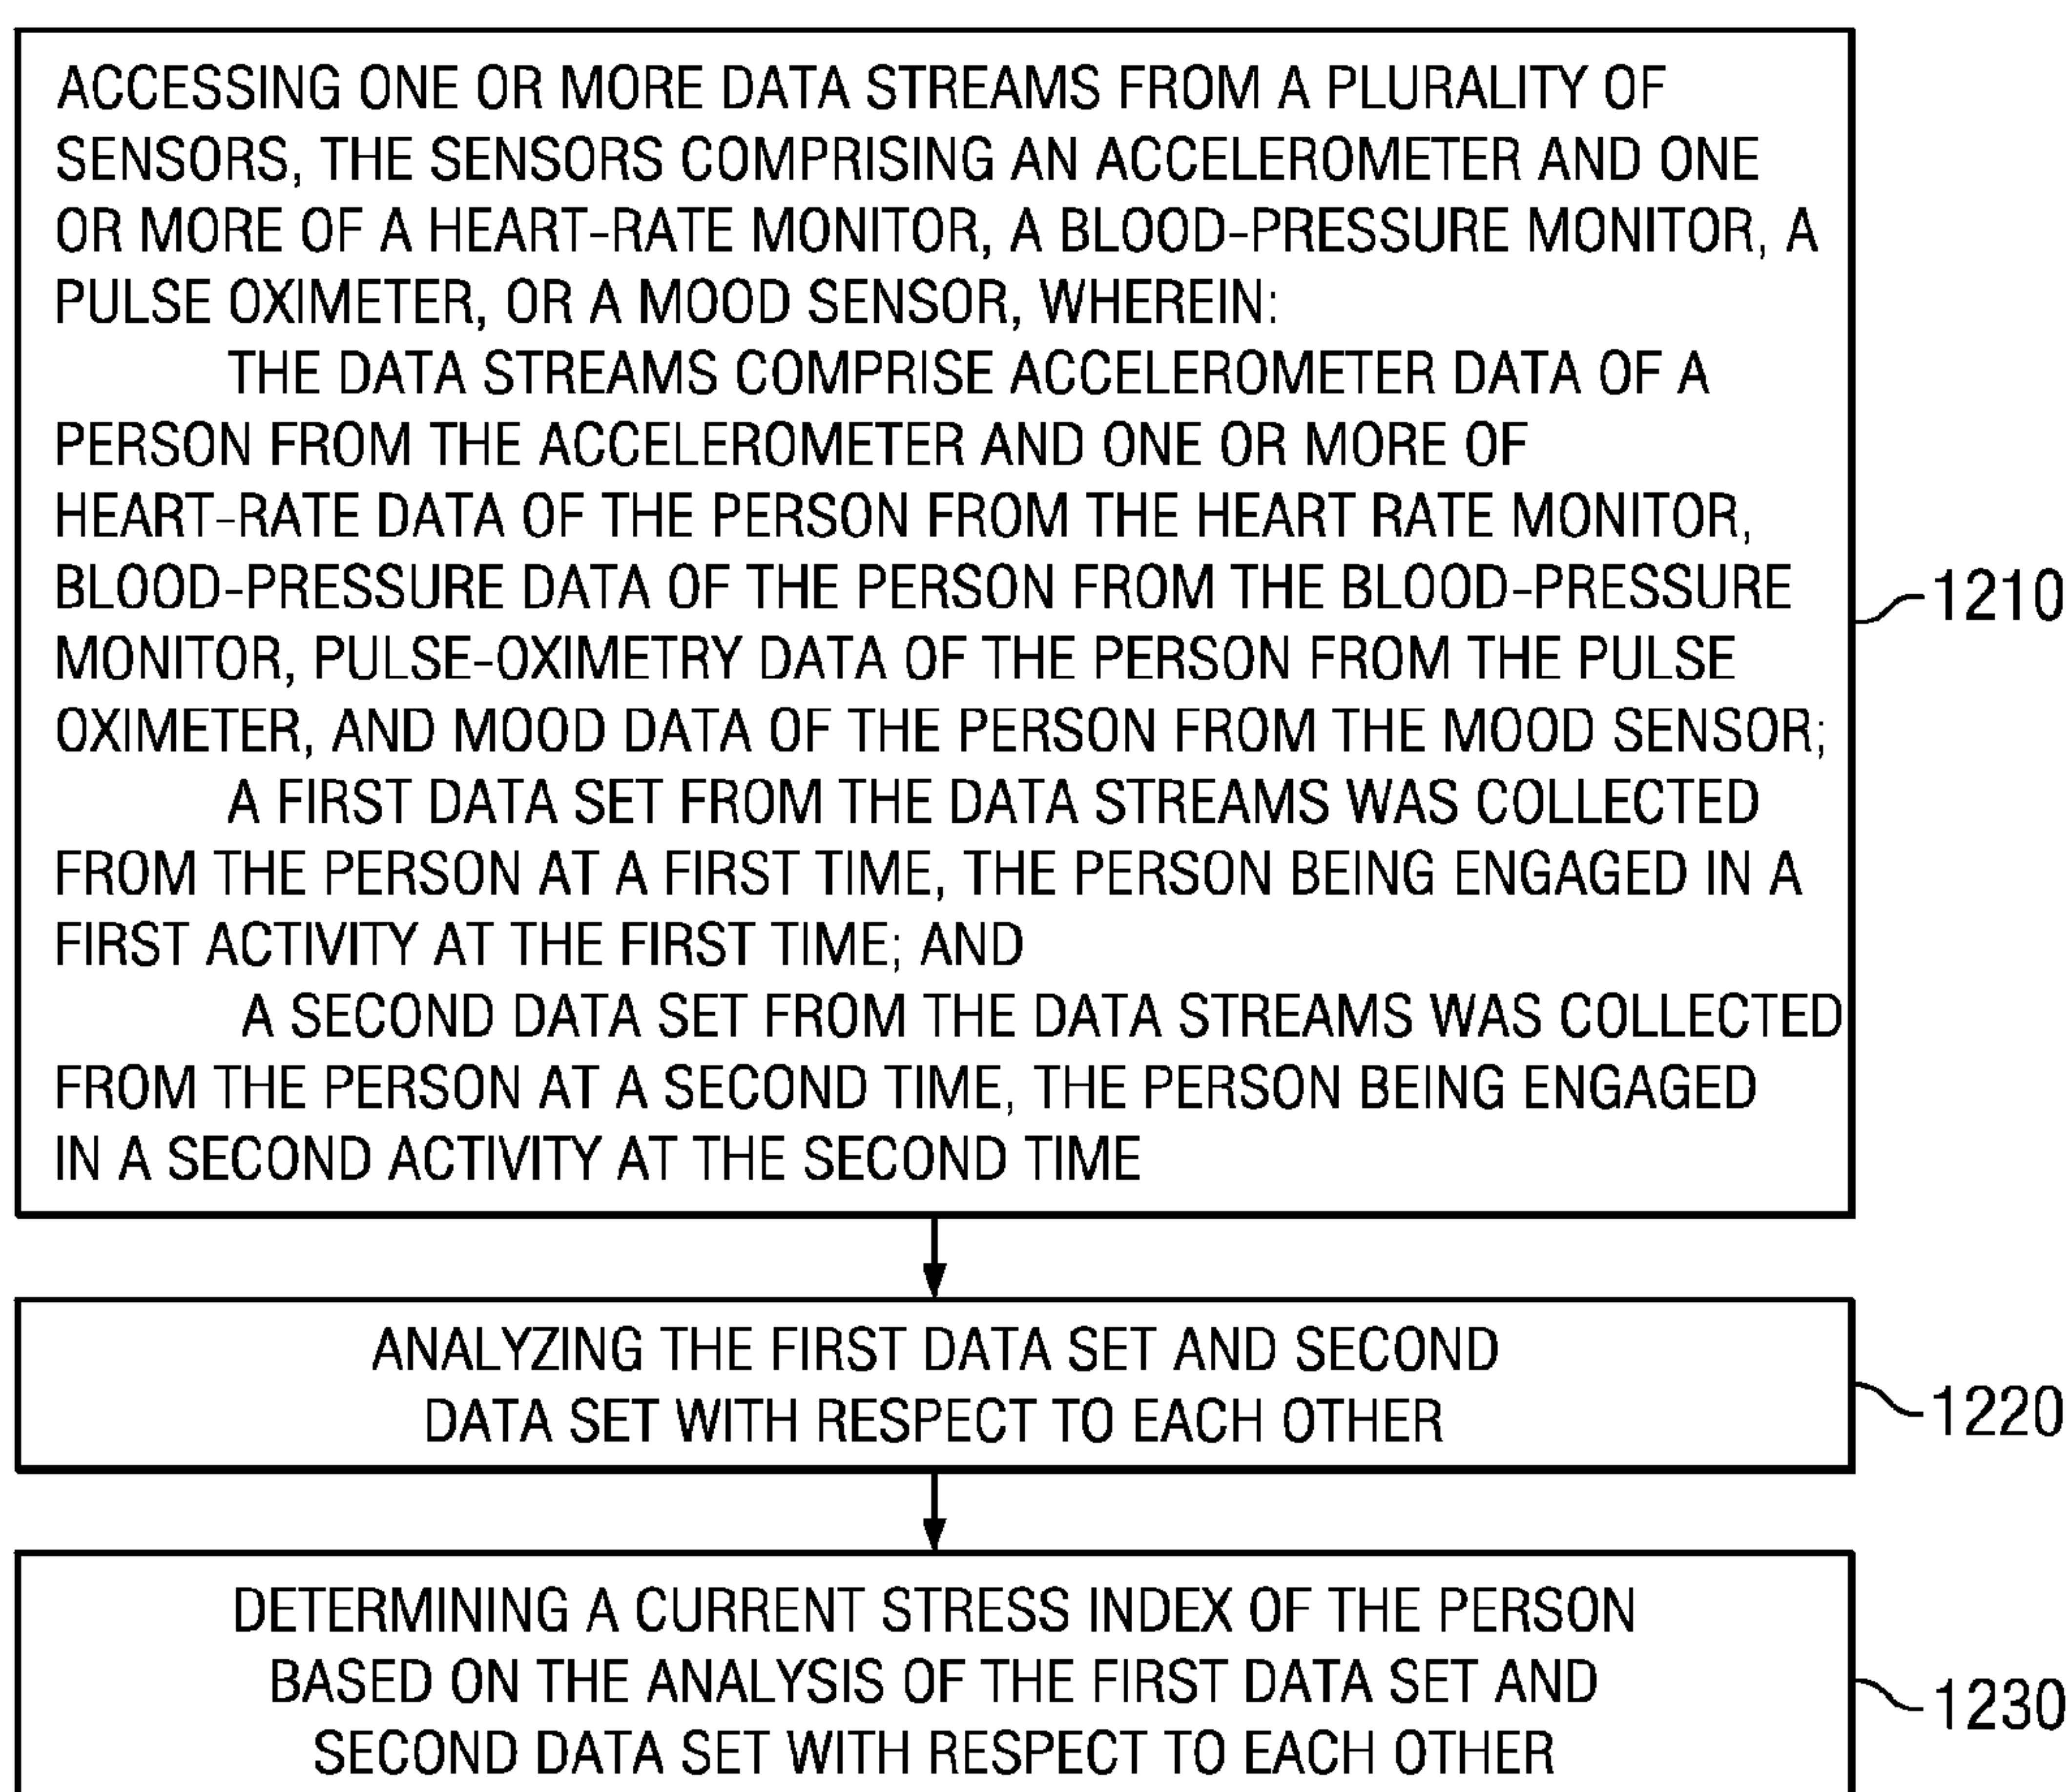 ACCESSING ONE OR MORE DATA STREAMS FROM A PLURALITY OF
SENSORS, THE SENSORS COMPRISING AN ACCELEROMETER AND ONE
OR MORE OF A HEART-RATE MONITOR, A BLOOD-PRESSURE MONITOR, A
PULSE OXIMETER, OR A MOOD SENSOR, WHEREIN:
THE DATA STREAMS COMPRISE ACCELEROMETER DATA OF A
PERSON FROM THE ACCELEROMETER AND ONE OR MORE OF
HEART-RATE DATA OF THE PERSON FROM THE HEART RATE MONITOR,
BLOOD-PRESSURE DATA OF THE PERSON FROM THE BLOOD-PRESSURE
MONITOR, PULSE-OXIMETRY DATA OF THE PERSON FROM THE PULSE
OXIMETER, AND MOOD DATA OF THE PERSON FROM THE MOOD SENSOR;
A FIRST DATA SET FROM THE DATA STREAMS WAS COLLECTED
FROM THE PERSON AT A FIRST TIME, THE PERSON BEING ENGAGED IN A
FIRST ACTIVITY AT THE FIRST TIME; AND
A SECOND DATA SET FROM THE DATA STREAMS WAS COLLECTED
FROM THE PERSON AT A SECOND TIME, THE PERSON BEING ENGAGED
IN A SECOND ACTIVITY AT THE SECOND TIME
1210
ANALYZING THE FIRST DATA SET AND SECOND
DATA SET WITH RESPECT TO EACH OTHER
1220
DETERMINING A CURRENT STRESS INDEX OF THE PERSON
BASED ON THE ANALYSIS OF THE FIRST DATA SET AND
SECOND DATA SET WITH RESPECT TO EACH OTHER
1230